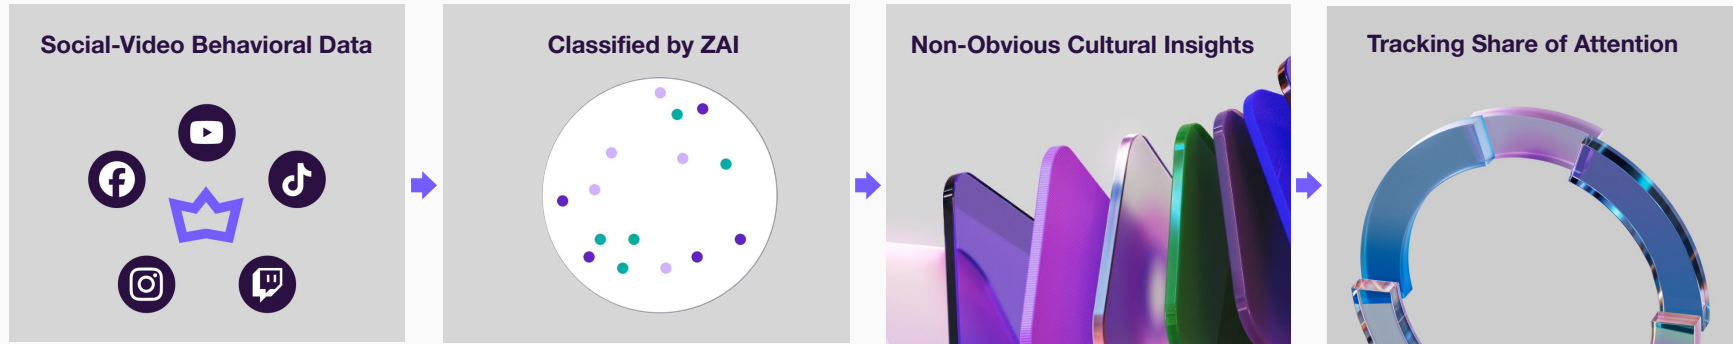 Social-Video Behavioral Data
Classified by ZAI
Non-Obvious Cultural Insights
Tracking Share of Attention